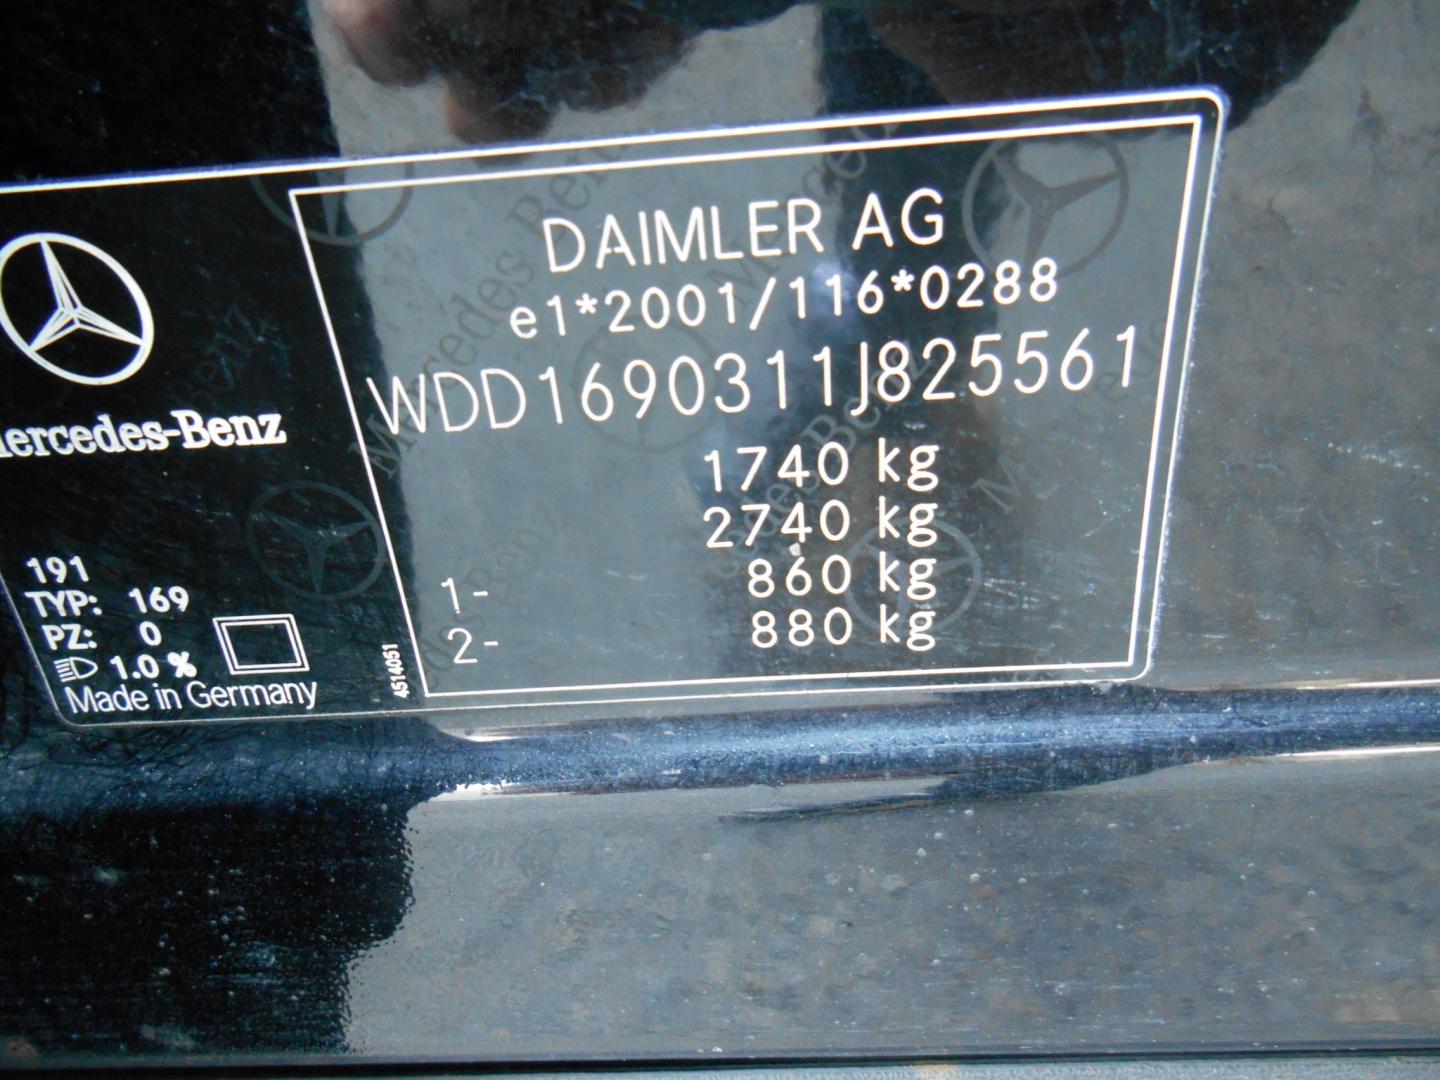 DAIMLER AG
e1*2001/116*0288
WDD1690311J825561
1740 kg
2740 kg
1- 860 kg
2- 880 kg
Mercedes-Benz
191
TYP: 169
PZ: 0
1.0 %
Made in Germany
4514051